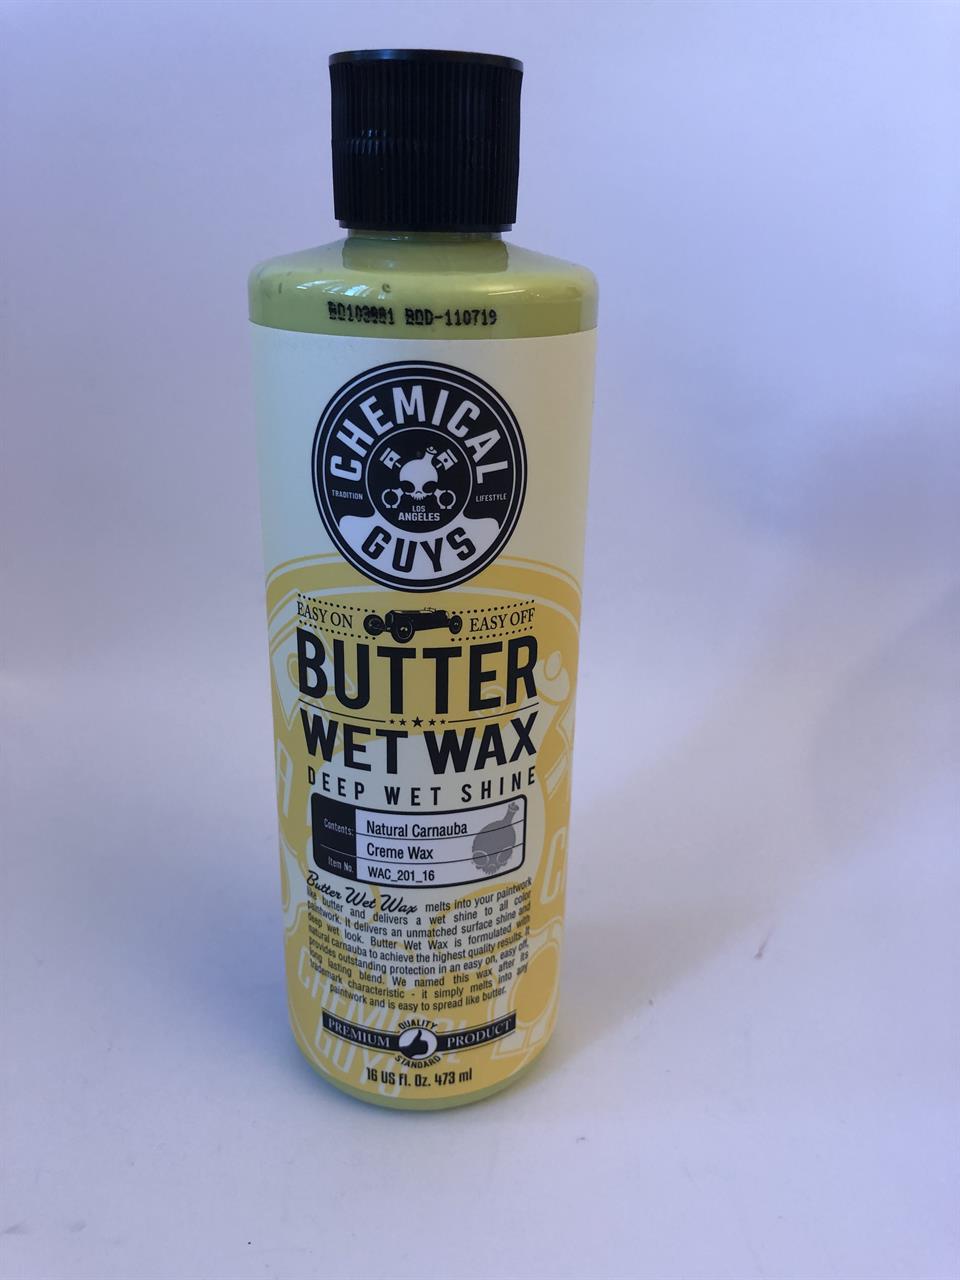 BOD-110719
CHEMICAL
TRADITION
LIFESTYLE
LOS
ANGELES
GUYS
EASY ON
EASY OFF
BUTTER
WET WAX
DEEP WET SHINE
Contents: Natural Carnauba
Creme Wax
Item No. WAC_201_16
Butter Wet Wax melts into your paintwork
like butter and delivers a wet shine to all color
paintwork. It delivers an unmatched surface shine and
deep wet look. Butter Wet Wax is formulated with
natural carnauba to achieve the highest quality results. It
provides outstanding protection in an easy on, easy off,
long lasting blend. We named this wax after its
trademark characteristic - it simply melts into any
paintwork and is easy to spread like butter.
QUALITY
PREMIUM PRODUCT
STANDARD
16 US fl. Oz. 473 ml
CHEMICAL
GUYS